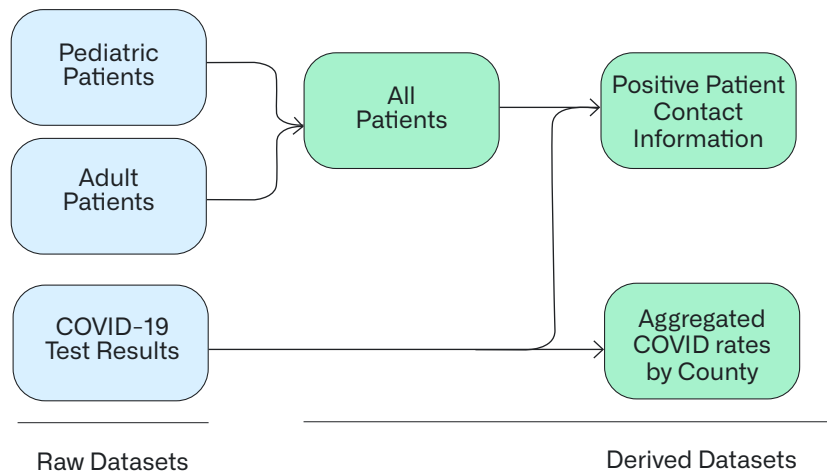 Pediatric
Patients
Adult
Patients
COVID-19
Test Results
All
Patients
Positive Patient
Contact
Information
Aggregated
COVID rates
by County
Raw Datasets
Derived Datasets